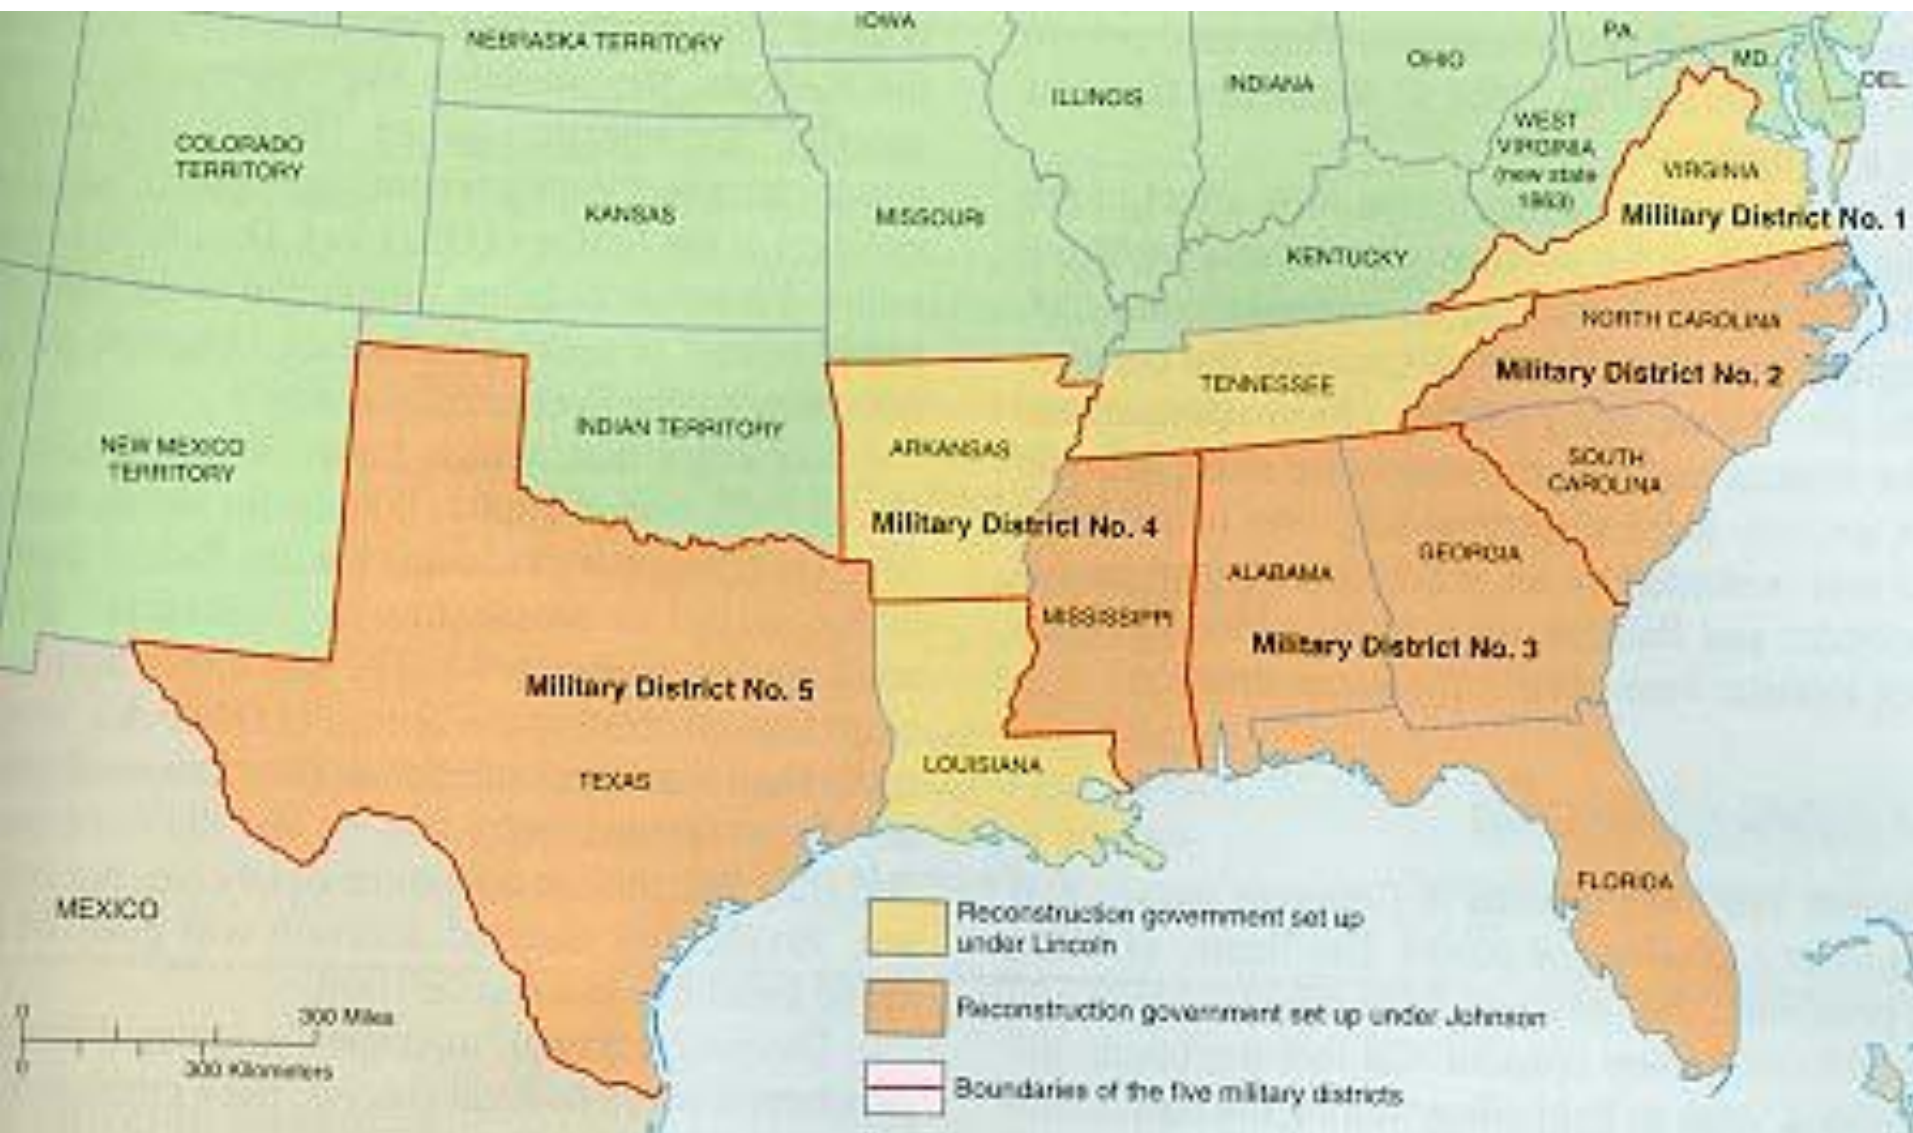 IOWA
NEBRASKA TERRITORY
PA.
MD.
DEL.
OHIO
INDIANA
ILLINOIS
COLORADO
TERRITORY
WEST
VIRGINIA
(new state
1863)
VIRGINIA
Military District No. 1
KANSAS
MISSOURI
KENTUCKY
NORTH CAROLINA
Military District No. 2
TENNESSEE
INDIAN TERRITORY
NEW MEXICO
TERRITORY
ARKANSAS
SOUTH
CAROLINA
Military District No. 4
GEORGIA
ALABAMA
MISSISSIPPI
Military District No. 3
Military District No. 5
LOUISIANA
TEXAS
FLORIDA
MEXICO
Reconstruction government set up
under Lincoln
Reconstruction government set up under Johnson
Boundaries of the five military districts
0
300 Miles
0
300 Kilometers